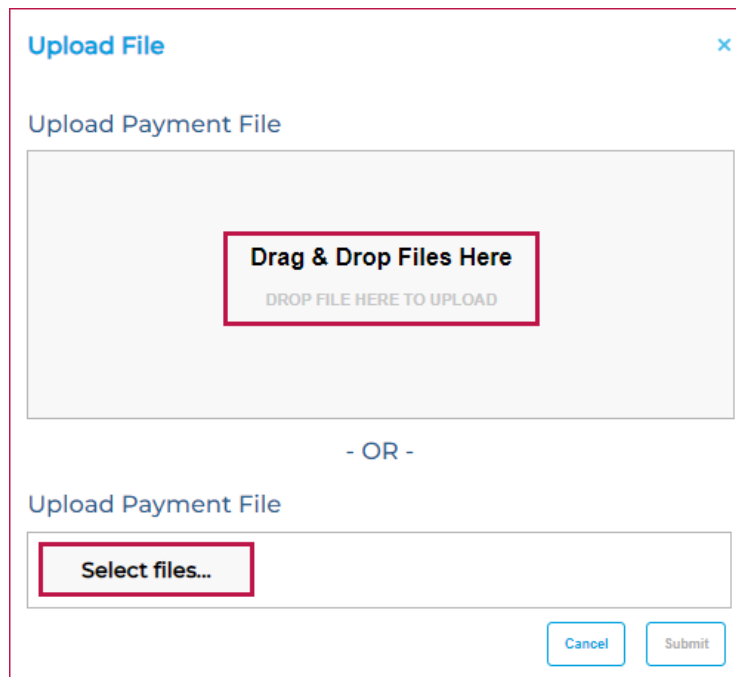 Upload File ×
Upload Payment File
Drag & Drop Files Here
DROP FILE HERE TO UPLOAD
- OR -
Upload Payment File
Select files...
Cancel Submit